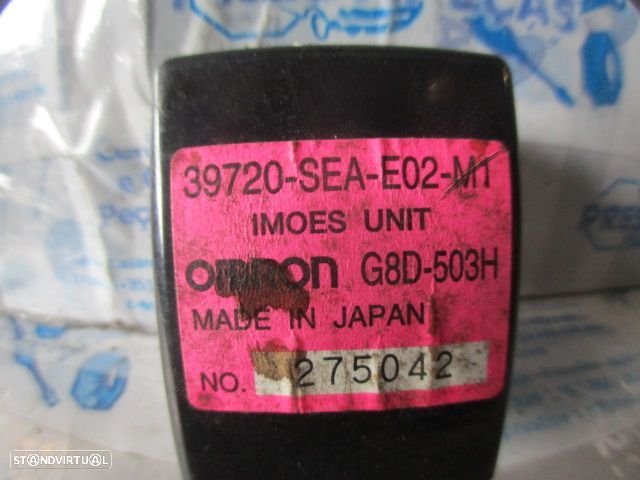 39720-SEA-E02-M1
IMOES UNIT
omron G8D-503H
MADE IN JAPAN
NO. 275042
STANDVIRTUAL